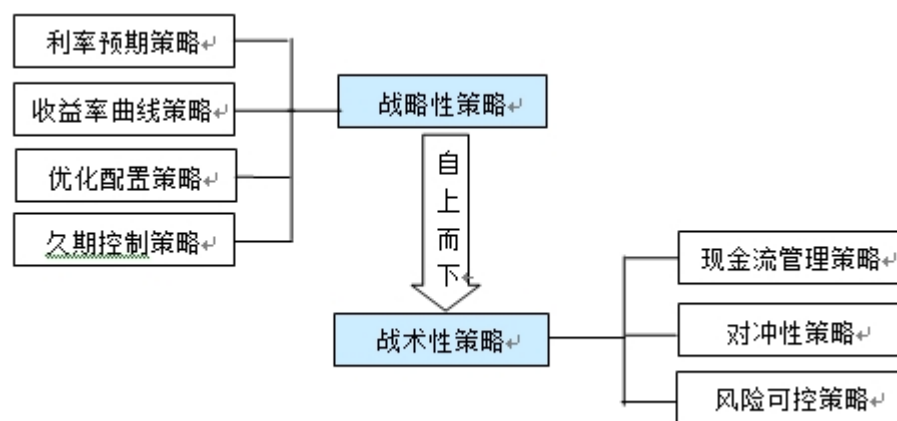 利率预期策略
收益率曲线策略
优化配置策略
久期控制策略
战略性策略
自上而下
战术性策略
现金流管理策略
对冲性策略
风险可控策略